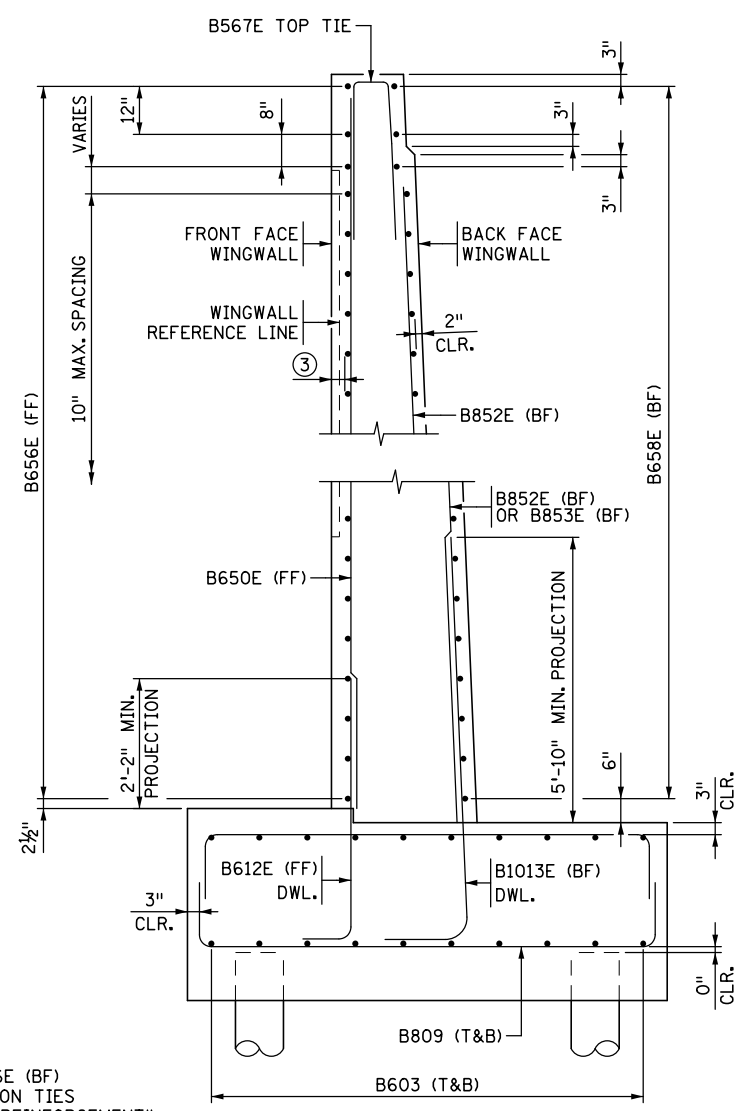 B567E TOP TIE
3"
12"
8"
VARIES
3"
3"
FRONT FACE
WINGWALL
BACK FACE
WINGWALL
WINGWALL
REFERENCE LINE
2"
CLR.
3
10" MAX. SPACING
B656E (FF)
B658E (BF)
B852E (BF)
B852E (BF)
OR B853E (BF)
B650E (FF)
2'-2" MIN.
PROJECTION
5'-10" MIN. PROJECTION
6"
3"
CLR.
2½"
B612E (FF)
DWL.
B1013E (BF)
DWL.
3"
CLR.
0"
CLR.
B809 (T&B)
B603 (T&B)
E (BF)
ON TIES